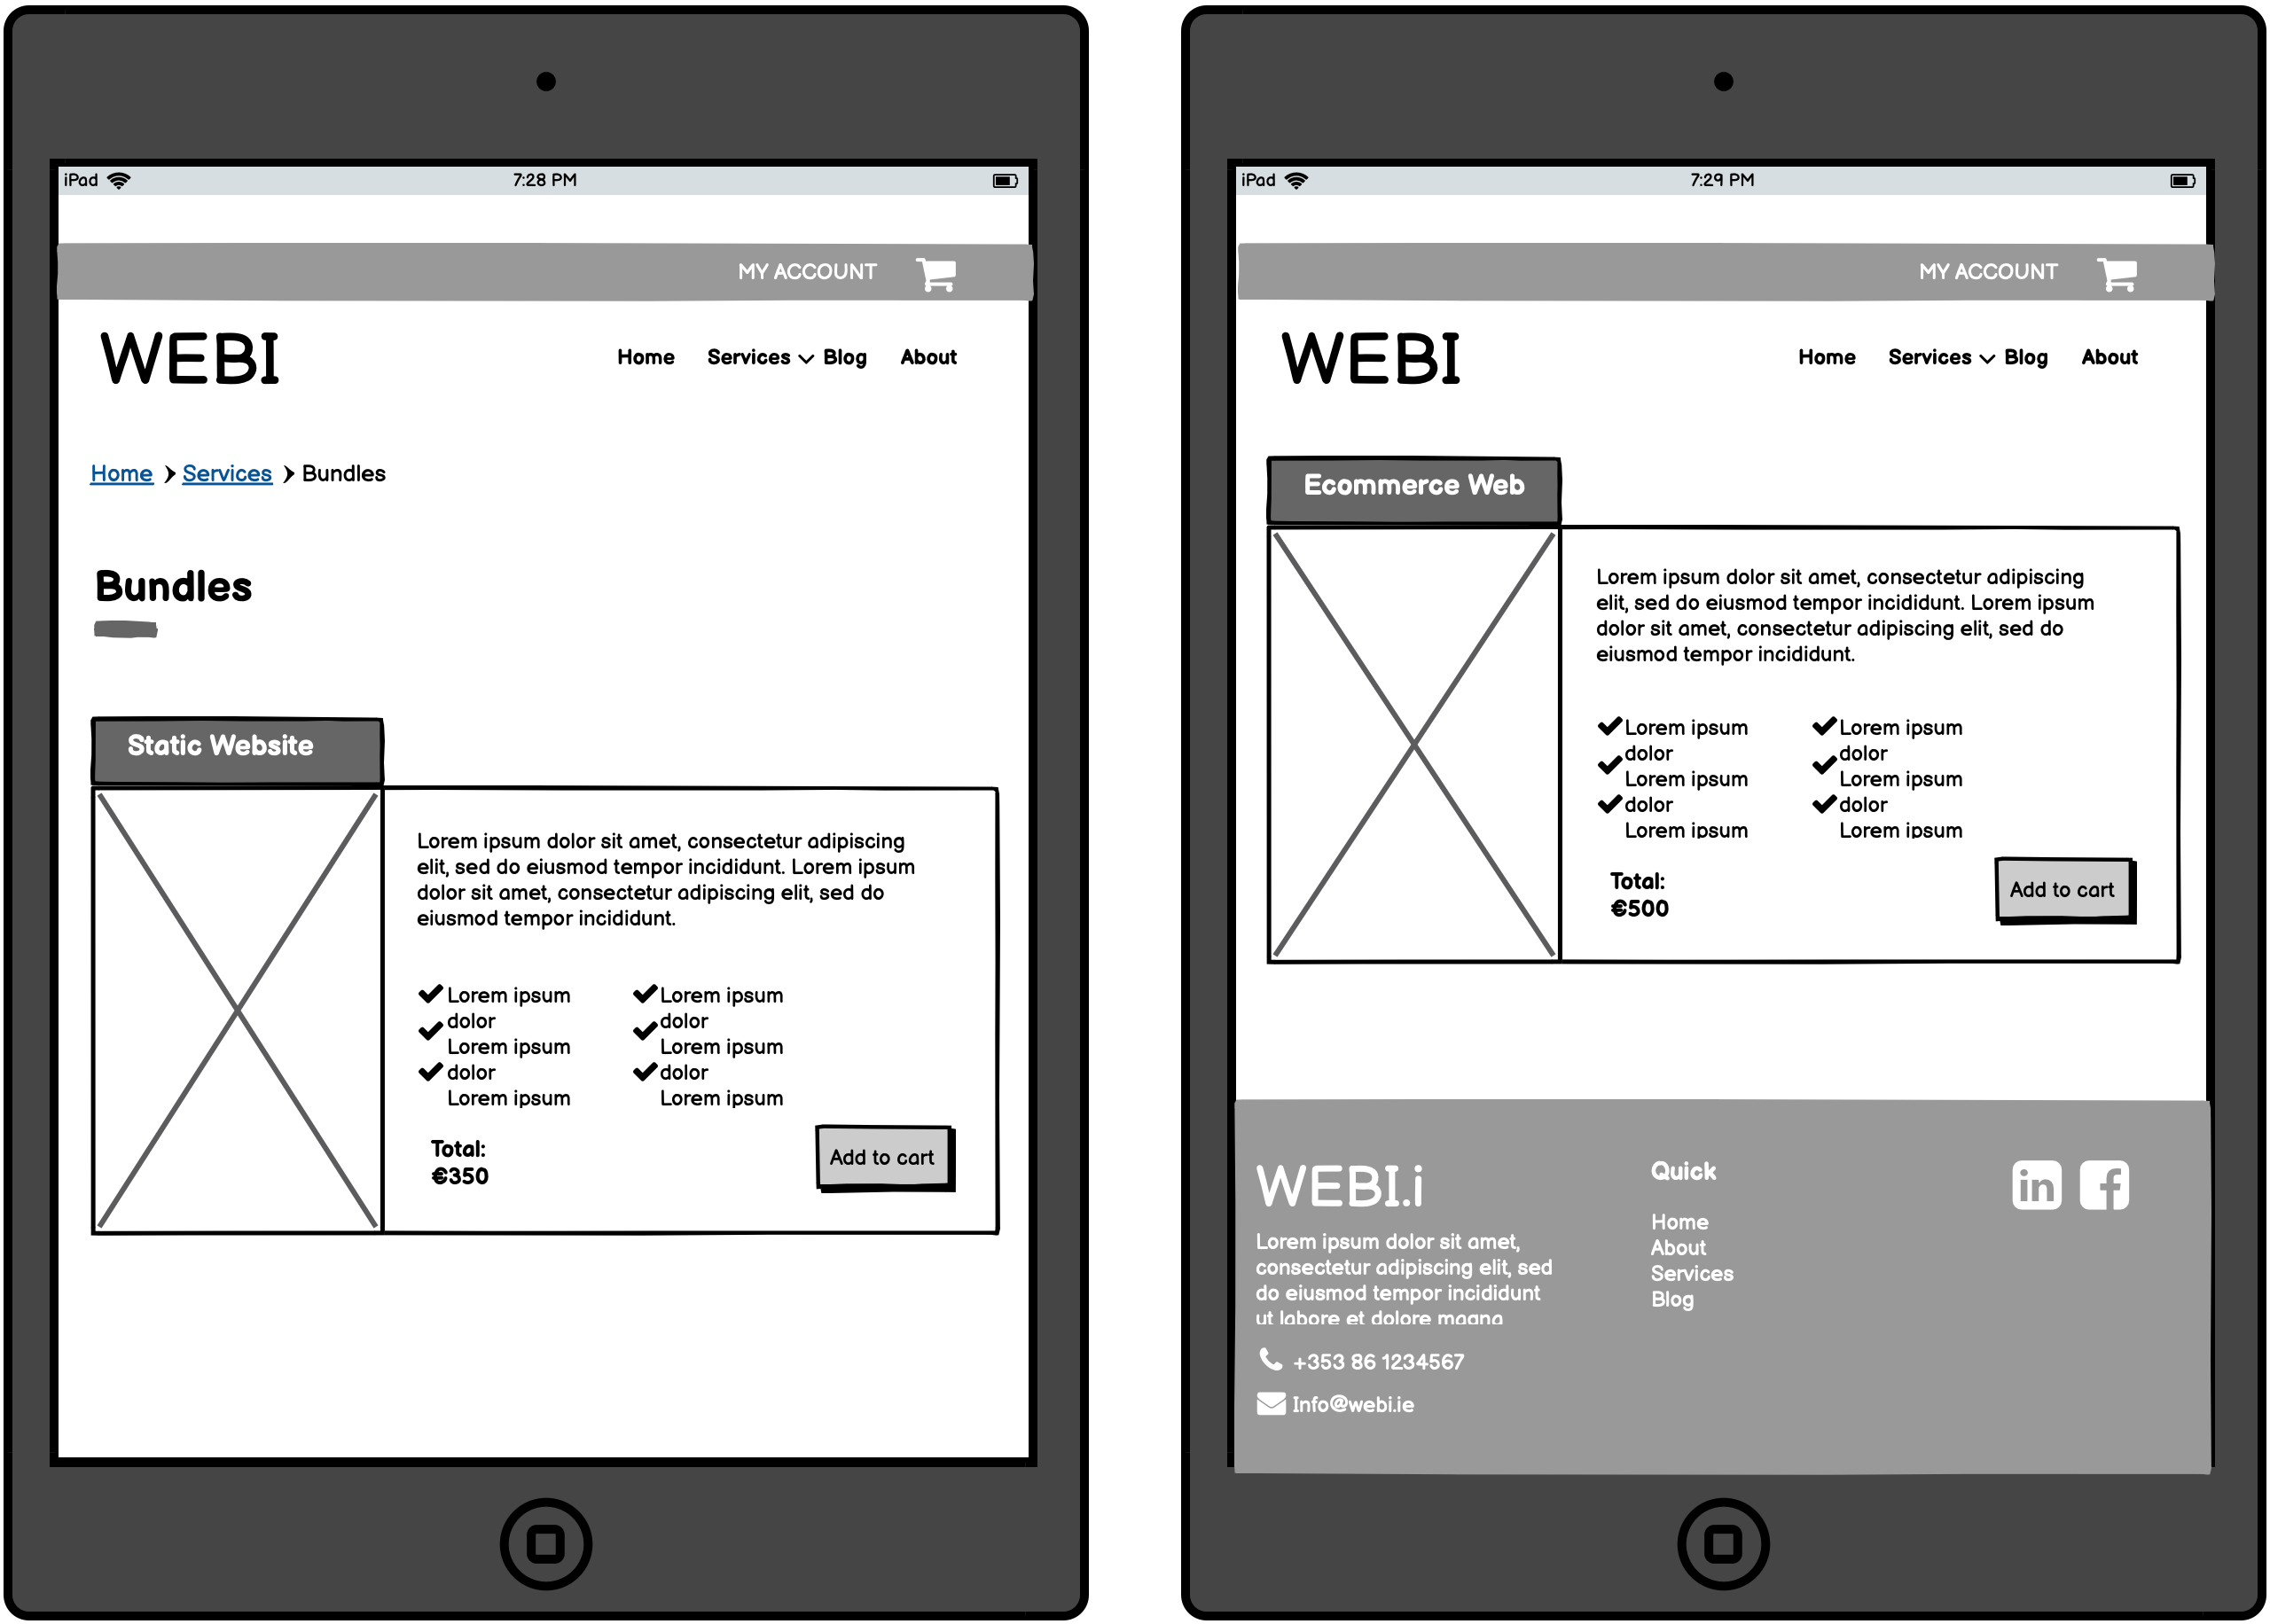 iPad 7:28 PM
MY ACCOUNT
WEBI
Home Services Blog About
Home Services Bundles
Bundles
Static Website
Lorem ipsum dolor sit amet, consectetur adipiscing
elit, sed do eiusmod tempor incididunt. Lorem ipsum
dolor sit amet, consectetur adipiscing elit, sed do
eiusmod tempor incididunt.
Lorem ipsum
dolor
Lorem ipsum
dolor
Lorem ipsum
Lorem ipsum
dolor
Lorem ipsum
dolor
Lorem ipsum
Total:
€350
Add to cart
iPad 7:29 PM
MY ACCOUNT
WEBI
Home Services Blog About
Ecommerce Web
Lorem ipsum dolor sit amet, consectetur adipiscing
elit, sed do eiusmod tempor incididunt. Lorem ipsum
dolor sit amet, consectetur adipiscing elit, sed do
eiusmod tempor incididunt.
Lorem ipsum
dolor
Lorem ipsum
dolor
Lorem ipsum
Lorem ipsum
dolor
Lorem ipsum
dolor
Lorem ipsum
Total:
€500
Add to cart
WEBI.i
Lorem ipsum dolor sit amet,
consectetur adipiscing elit, sed
do eiusmod tempor incididunt
ut labore et dolore magna
+353 86 1234567
Info@webi.ie
Quick
Home
About
Services
Blog
in f